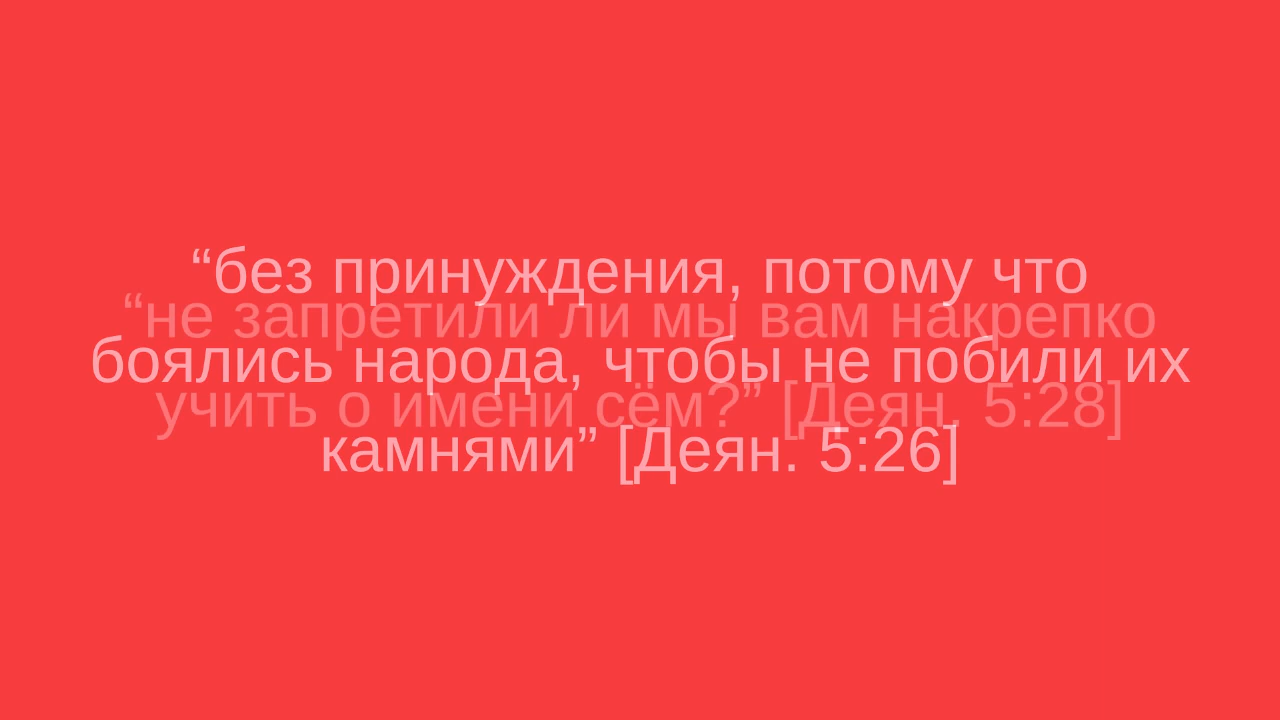 “без принуждения, потому что
боялись народа, чтобы не побили их
камнями” [Деян. 5:26]
“не запретили ли мы вам накрепко
учить о имени сём?” [Деян. 5:28]